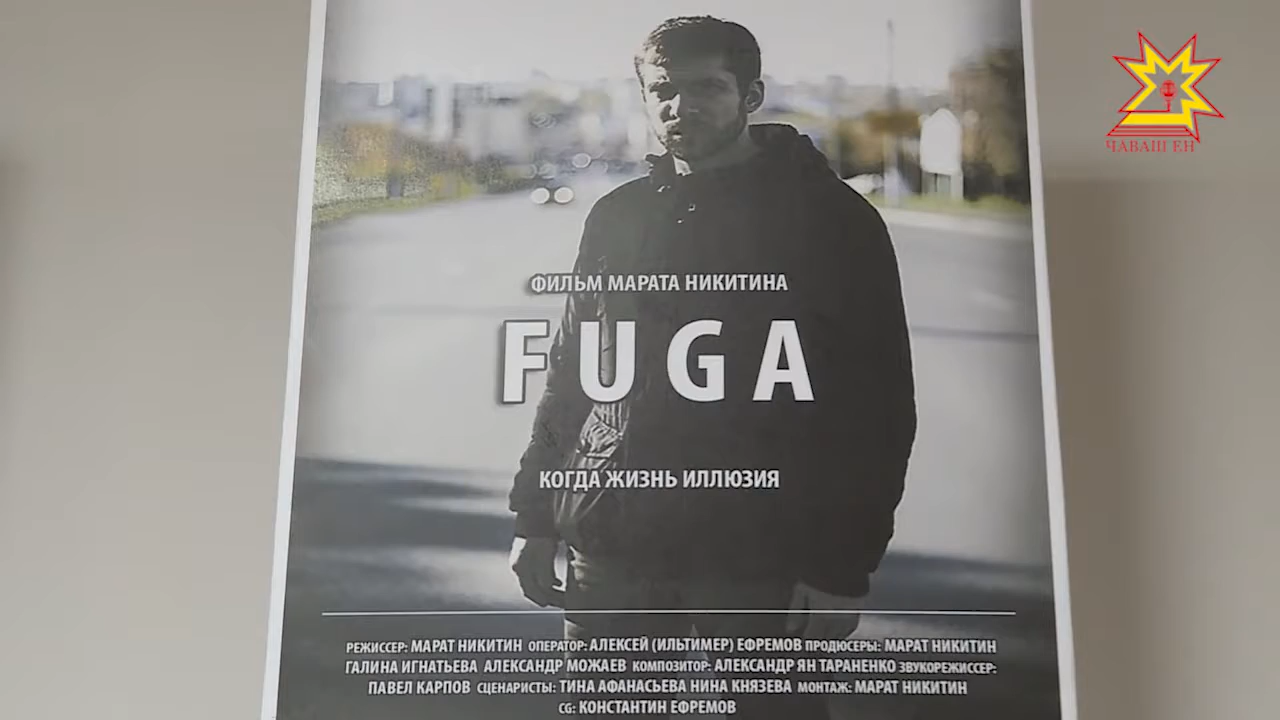 ЧАВАШ ЕН
ФИЛЬМ МАРАТА НИКИТИНА
FUGA
КОГДА ЖИЗНЬ ИЛЛЮЗИЯ
РЕЖИССЕР: МАРАТ НИКИТИН ОПЕРАТОР: АЛЕКСЕЙ (ИЛЬТИМЕР) ЕФРЕМОВ ПРОДЮСЕРЫ: МАРАТ НИКИТИН
ГАЛИНА ИГНАТЬЕВА АЛЕКСАНДР МОЖАЕВ КОМПОЗИТОР: АЛЕКСАНДР ЯН ТАРАНЕНКО ЗВУКОРЕЖИССЕР:
ПАВЕЛ КАРПОВ СЦЕНАРИСТЫ: ТИНА АФАНАСЬЕВА НИНА КНЯЗЕВА МОНТАЖ: МАРАТ НИКИТИН
CG: КОНСТАНТИН ЕФРЕМОВ